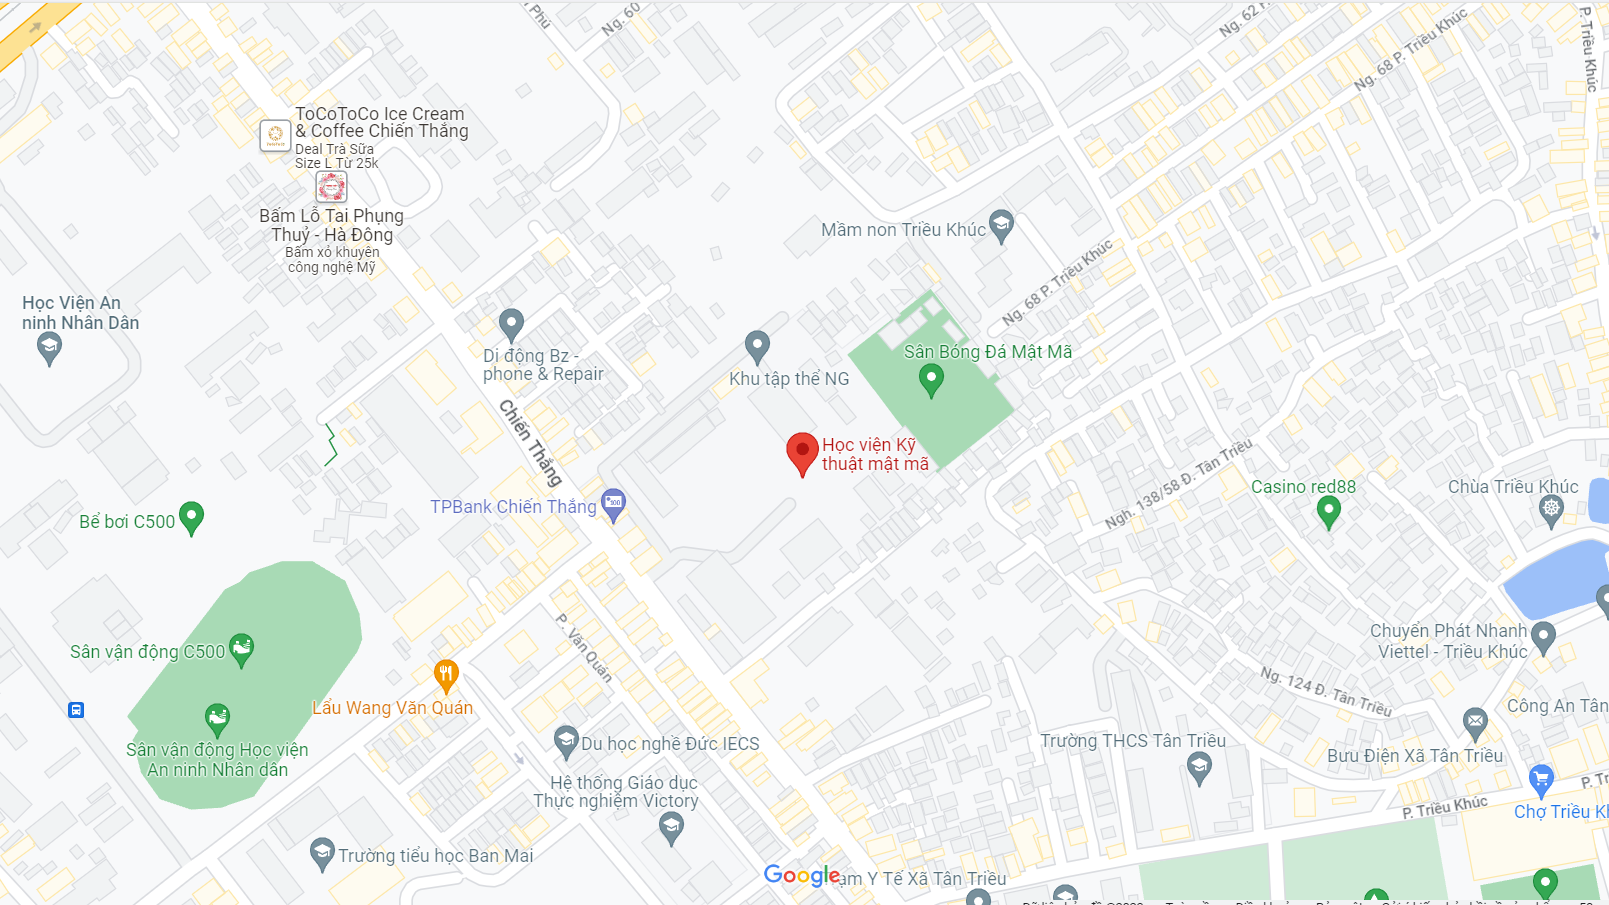 Phú
Ng. 60
Ng. 62
P. Triều Khúc
Ng. 68 P. Triều Khúc
ToCoToCo Ice Cream
& Coffee Chiến Thắng
Deal Trà Sữa
Size L Từ 25k
Bấm Lỗ Tai Phụng
Thuỷ - Hà Đông
Bấm xỏ khuyên
công nghệ Mỹ
Mầm non Triều Khúc
Ng. 68 P. Triều Khúc
Học Viện An
ninh Nhân Dân
Di động Bz -
phone & Repair
Khu tập thể NG
Sân Bóng Đá Mật Mã
Chiến Thắng
Học viện Kỹ
thuật mật mã
Ngh. 138/58 Đ. Tân Triều
Casino red88
Chùa Triều Khúc
TPBank Chiến Thắng
Bể bơi C500
P. Văn Quán
Sân vận động C500
Chuyển Phát Nhanh
Viettel - Triều Khúc
Ng. 124 Đ. Tân Triều
Lẩu Wang Văn Quán
Công An Tân
Sân vận động Học viện
An ninh Nhân dân
Du học nghề Đức IECS
Trường THCS Tân Triều
Bưu Điện Xã Tân Triều
Hệ thống Giáo dục
Thực nghiệm Victory
P. Triều Khúc
P. Tr
Chợ Triều Kh
Trường tiểu học Ban Mai
Google
ạm Y Tế Xã Tân Triều